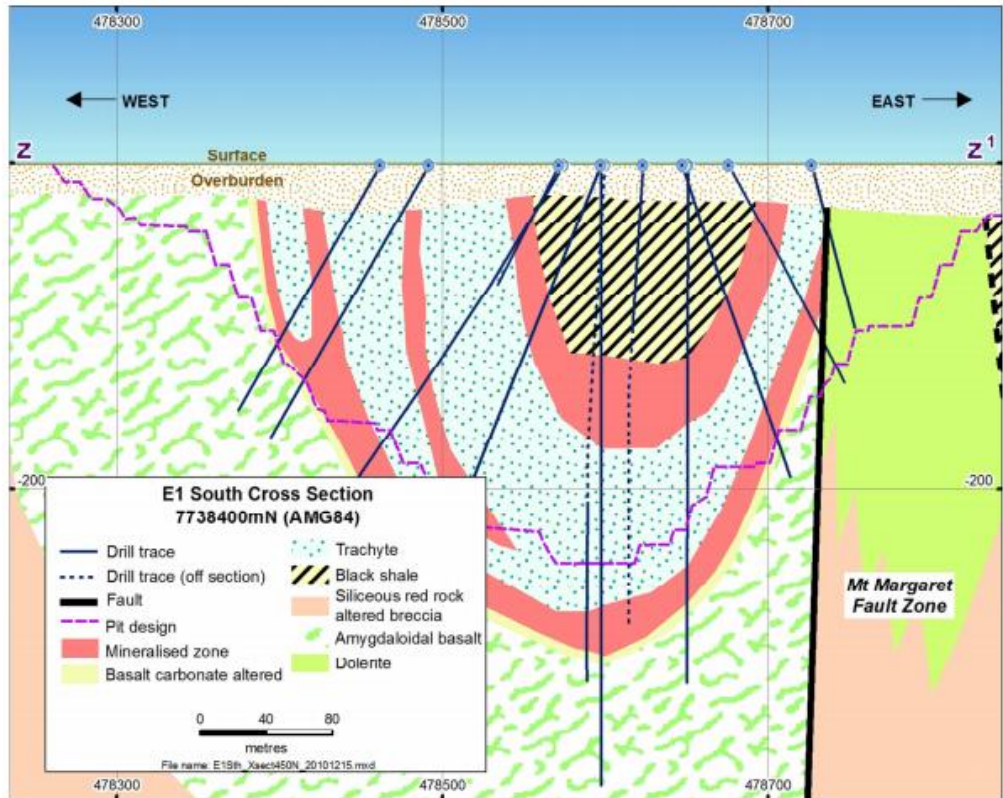 478300 478500 478700
WEST EAST
Z Z¹
Surface
Overburden
-200 -200
E1 South Cross Section
7738400mN (AMG84)
Drill trace
Drill trace (off section)
Fault
Pit design
Mineralised zone
Basalt carbonate altered
Trachyte
Black shale
Siliceous red rock
altered breccia
Amygdaloidal basalt
Dolerite
0 40 80
metres
File name: E1Sth_Xsect450N_20101215.mxd
Mt Margaret
Fault Zone
478300 478500 478700